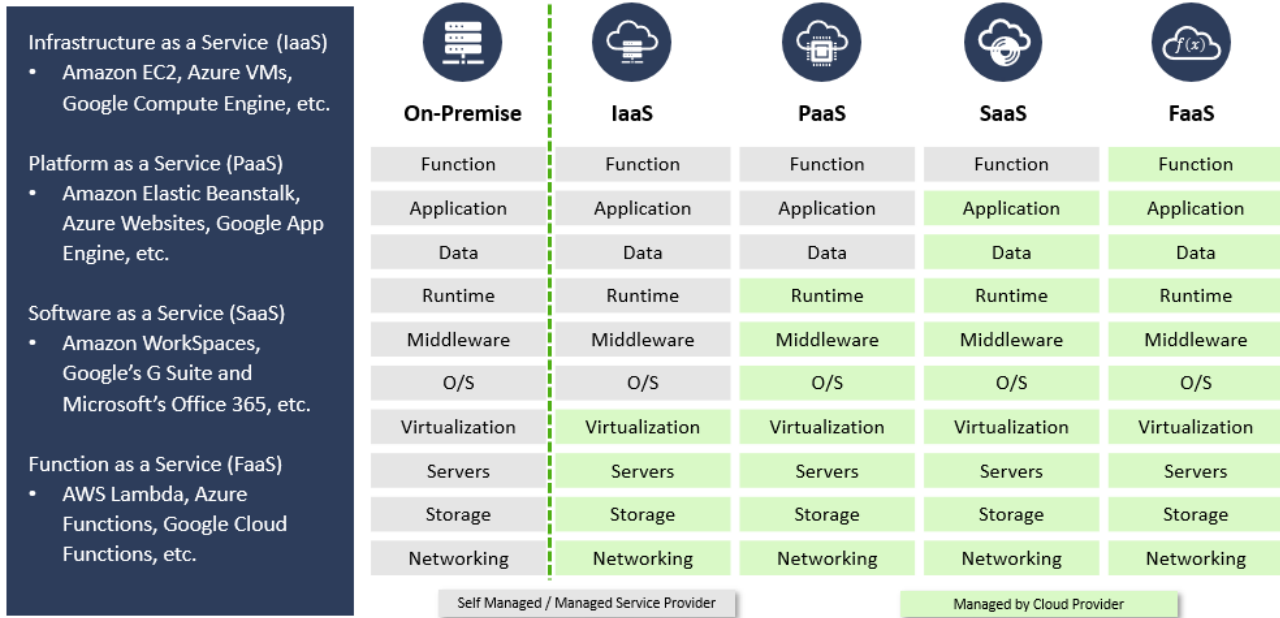 Infrastructure as a Service (IaaS)
• Amazon EC2, Azure VMs,
Google Compute Engine, etc.
Platform as a Service (PaaS)
• Amazon Elastic Beanstalk,
Azure Websites, Google App
Engine, etc.
Software as a Service (SaaS)
• Amazon WorkSpaces,
Google’s G Suite and
Microsoft’s Office 365, etc.
Function as a Service (FaaS)
• AWS Lambda, Azure
Functions, Google Cloud
Functions, etc.
f(x)
On-Premise IaaS PaaS SaaS FaaS
Function Function Function Function Function
Application Application Application Application Application
Data Data Data Data Data
Runtime Runtime Runtime Runtime Runtime
Middleware Middleware Middleware Middleware Middleware
O/S O/S O/S O/S O/S
Virtualization Virtualization Virtualization Virtualization Virtualization
Servers Servers Servers Servers Servers
Storage Storage Storage Storage Storage
Networking Networking Networking Networking Networking
Self Managed / Managed Service Provider Managed by Cloud Provider